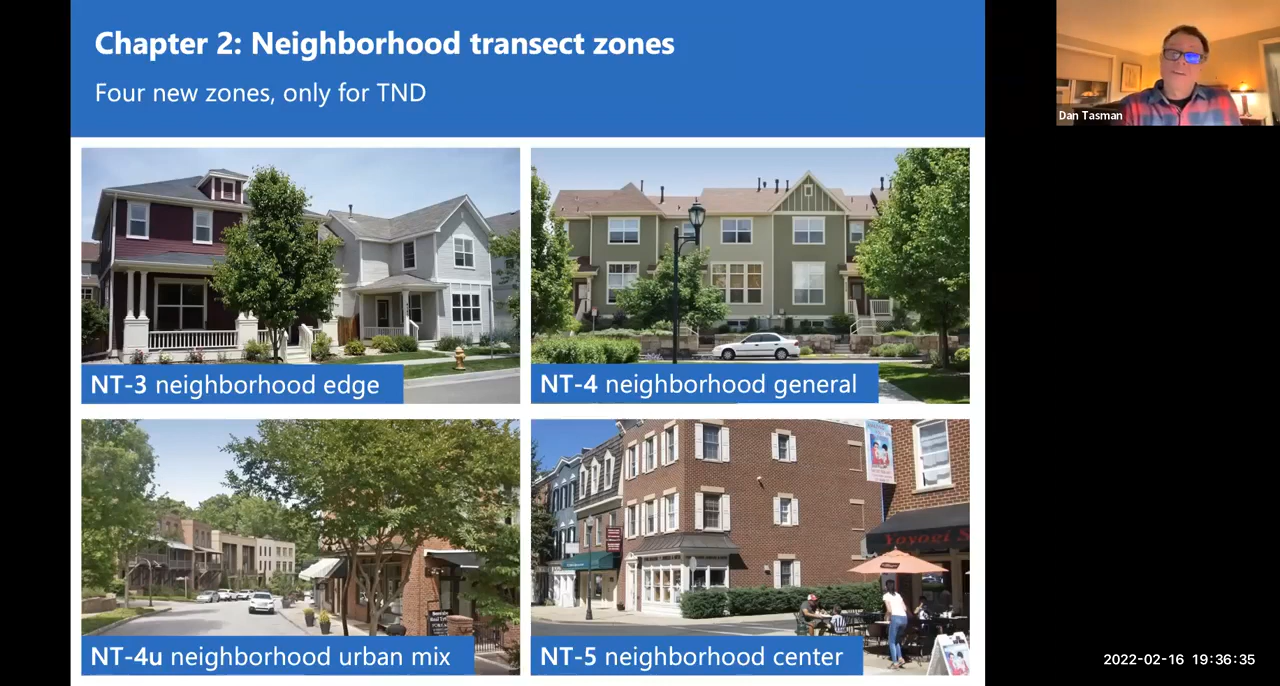 Chapter 2: Neighborhood transect zones
Four new zones, only for TND
Dan Tasman
NT-3 neighborhood edge
NT-4 neighborhood general
Yoyogi S
NT-4u neighborhood urban mix
NT-5 neighborhood center
2022-02-16 19:36:35